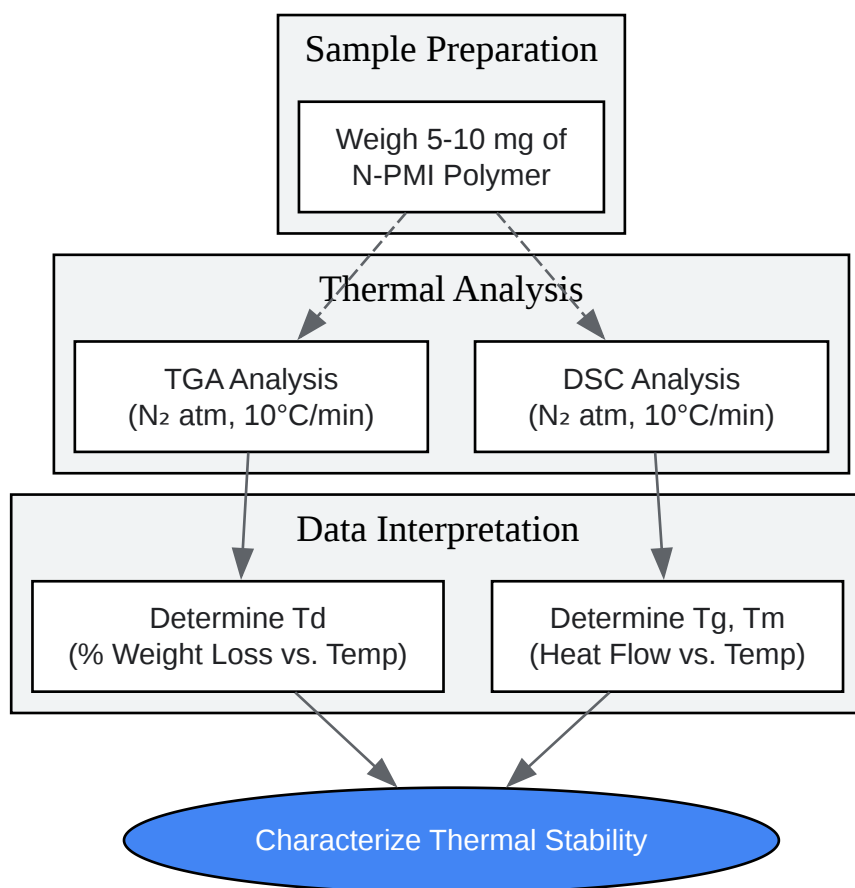 Sample Preparation
Weigh 5-10 mg of
N-PMI Polymer
Thermal Analysis
TGA Analysis
(N₂ atm, 10°C/min)
DSC Analysis
(N₂ atm, 10°C/min)
Data Interpretation
Determine Td
(% Weight Loss vs. Temp)
Determine Tg, Tm
(Heat Flow vs. Temp)
Characterize Thermal Stability